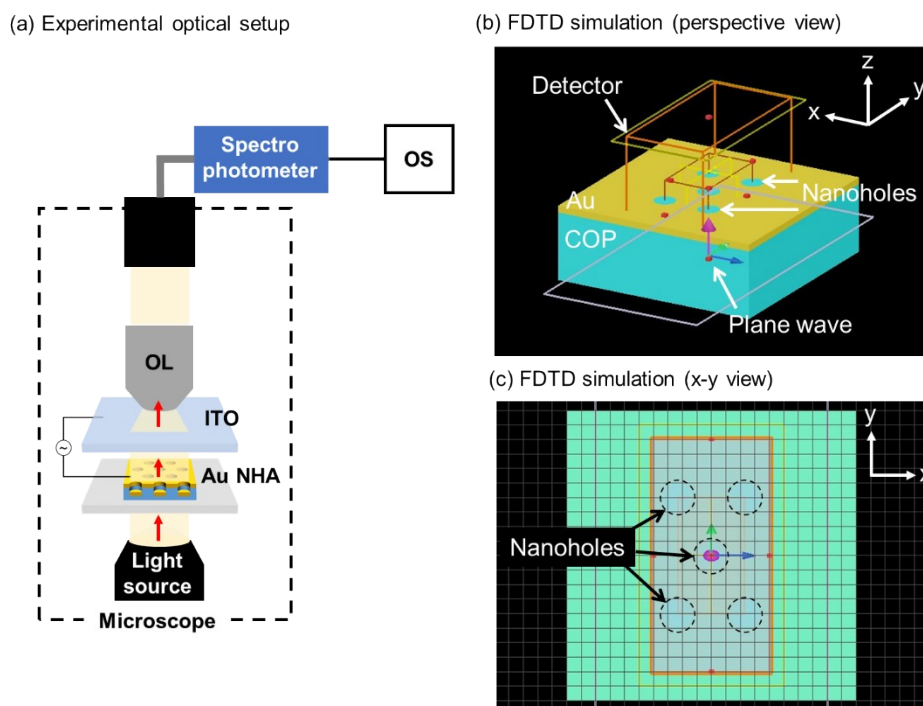 (a) Experimental optical setup
Spectro
photometer
OS
OL
ITO
~
Au NHA
Light
source
Microscope
(b) FDTD simulation (perspective view)
Detector
z
y
x
Nanoholes
Au
COP
Plane wave
(c) FDTD simulation (x-y view)
y
x
Nanoholes